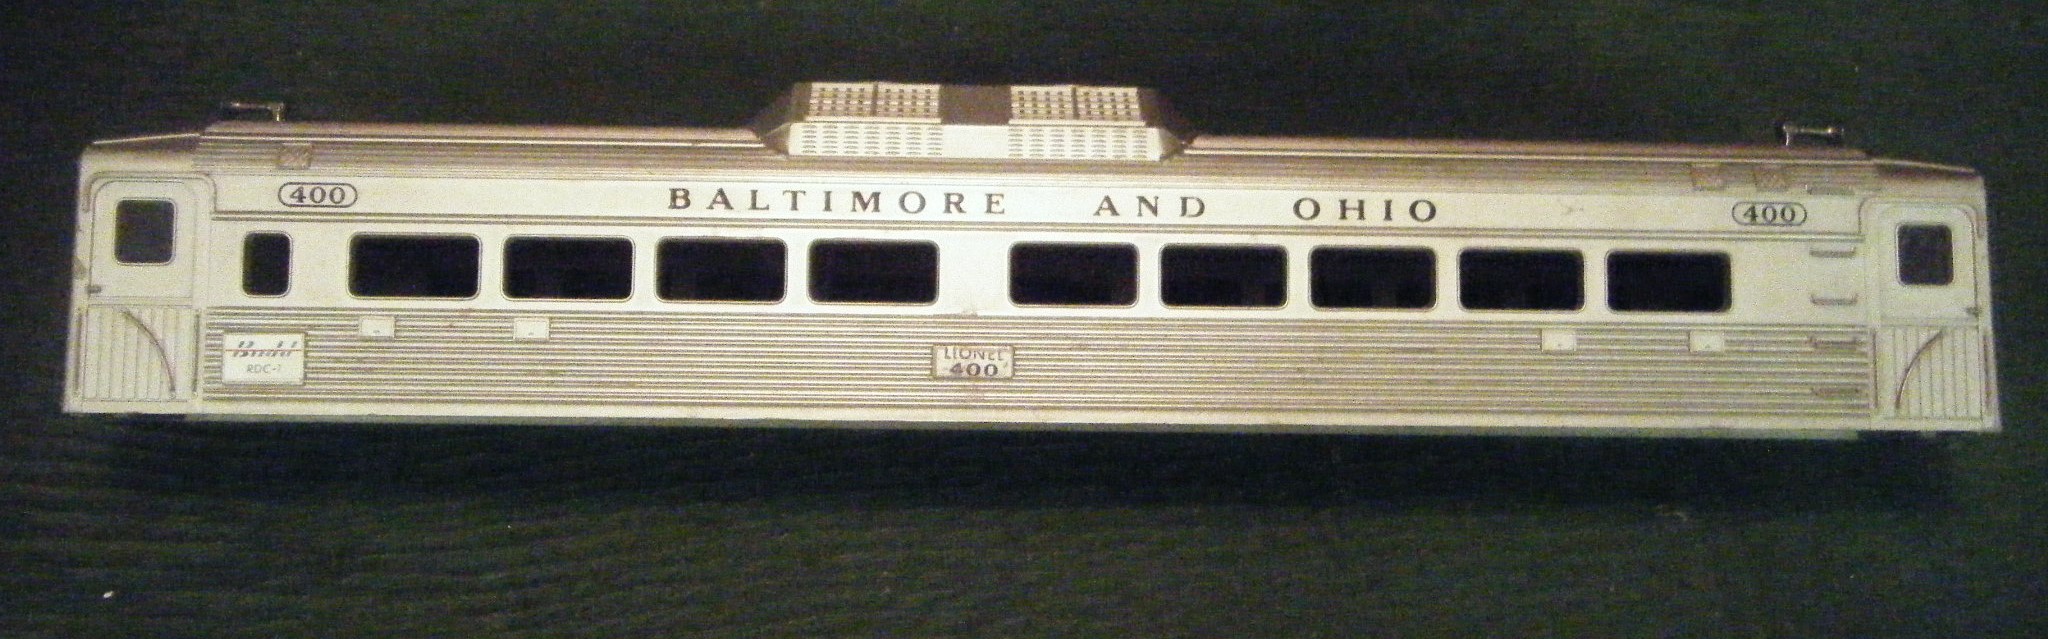 400 BALTIMORE AND OHIO 400
Budd
RDC-1
LIONEL
400